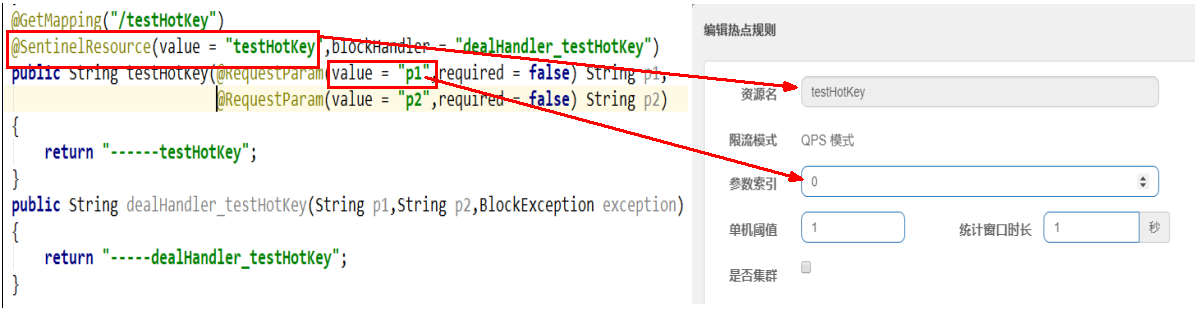 @GetMapping("/testHotKey")
@SentinelResource(value = "testHotKey",blockHandler = "dealHandler_testHotKey")
public String testHotKey(@RequestParam(value = "p1",required = false) String p1,
@RequestParam(value = "p2",required = false) String p2)
{
return "------testHotKey";
}
public String dealHandler_testHotKey(String p1,String p2,BlockException exception)
{
return "-----dealHandler_testHotKey";
}
编辑热点规则
资源名 testHotKey
限流模式 QPS 模式
参数索引 0
单机阈值 1 统计窗口时长 1 秒
是否集群